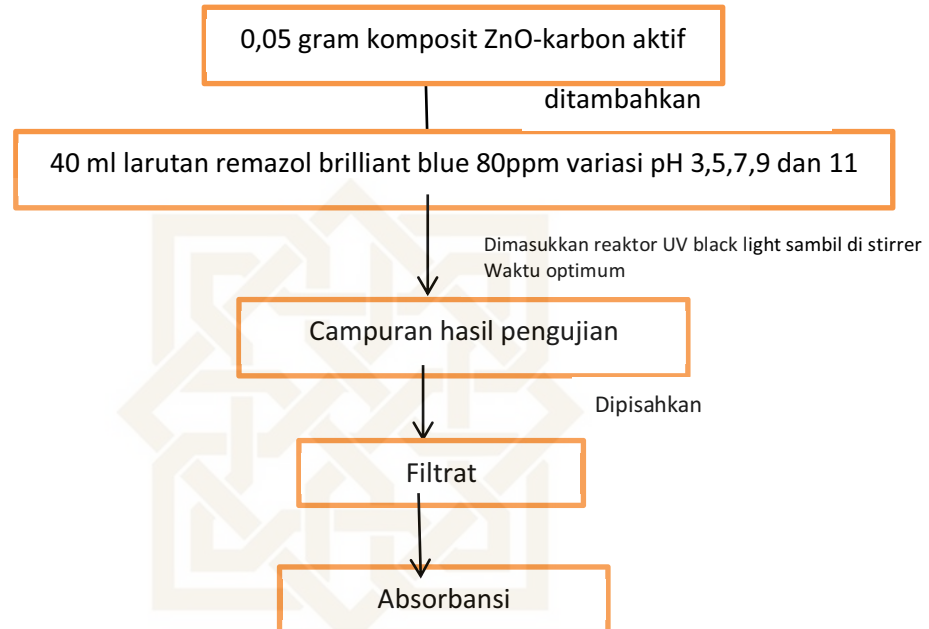 0,05 gram komposit ZnO-karbon aktif
ditambahkan
40 ml larutan remazol brilliant blue 80ppm variasi pH 3,5,7,9 dan 11
Dimasukkan reaktor UV black light sambil di stirrer
Waktu optimum
Campuran hasil pengujian
Dipisahkan
Filtrat
Absorbansi